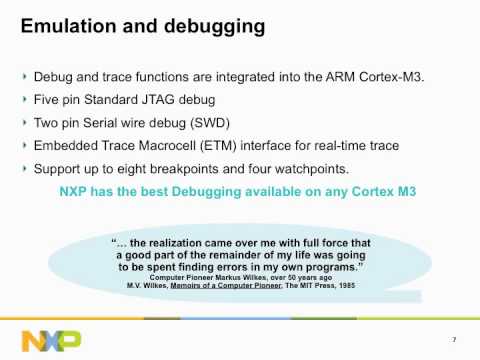 Emulation and debugging
Debug and trace functions are integrated into the ARM Cortex-M3.
Five pin Standard JTAG debug
Two pin Serial wire debug (SWD)
Embedded Trace Macrocell (ETM) interface for real-time trace
Support up to eight breakpoints and four watchpoints.
NXP has the best Debugging available on any Cortex M3
“… the realization came over me with full force that
a good part of the remainder of my life was going
to be spent finding errors in my own programs.”
Computer Pioneer Markus Wilkes, over 50 years ago
M.V. Wilkes, Memoirs of a Computer Pioneer, The MIT Press, 1985
NXP
7